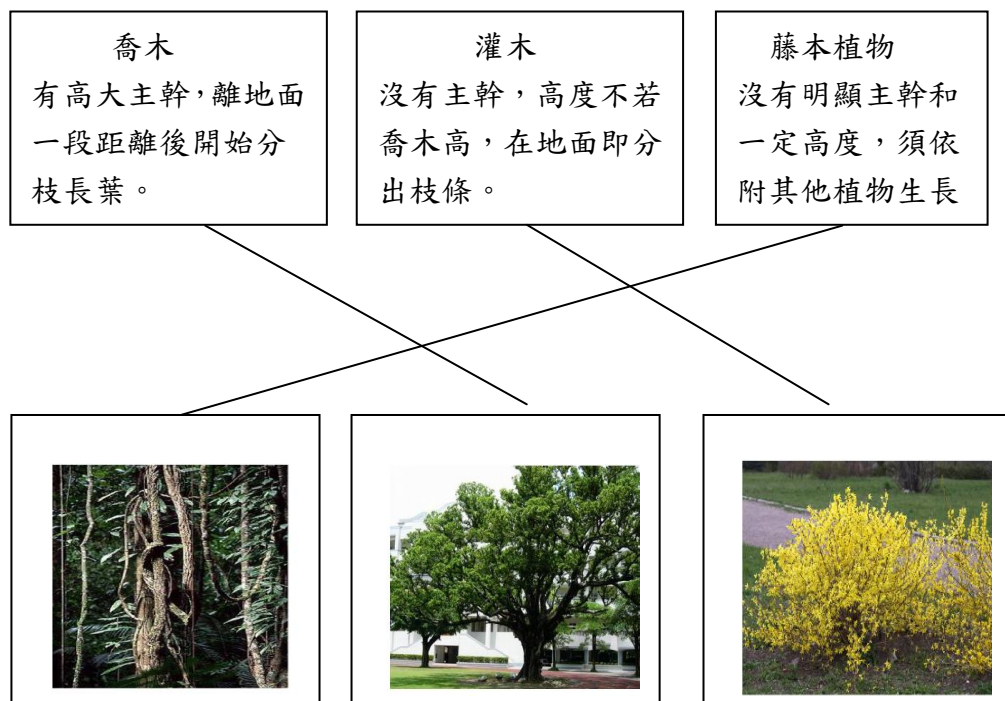 喬木
有高大主幹，離地面
一段距離後開始分
枝長葉。
灌木
沒有主幹，高度不若
喬木高，在地面即分
出枝條。
藤本植物
沒有明顯主幹和
一定高度，須依
附其他植物生長